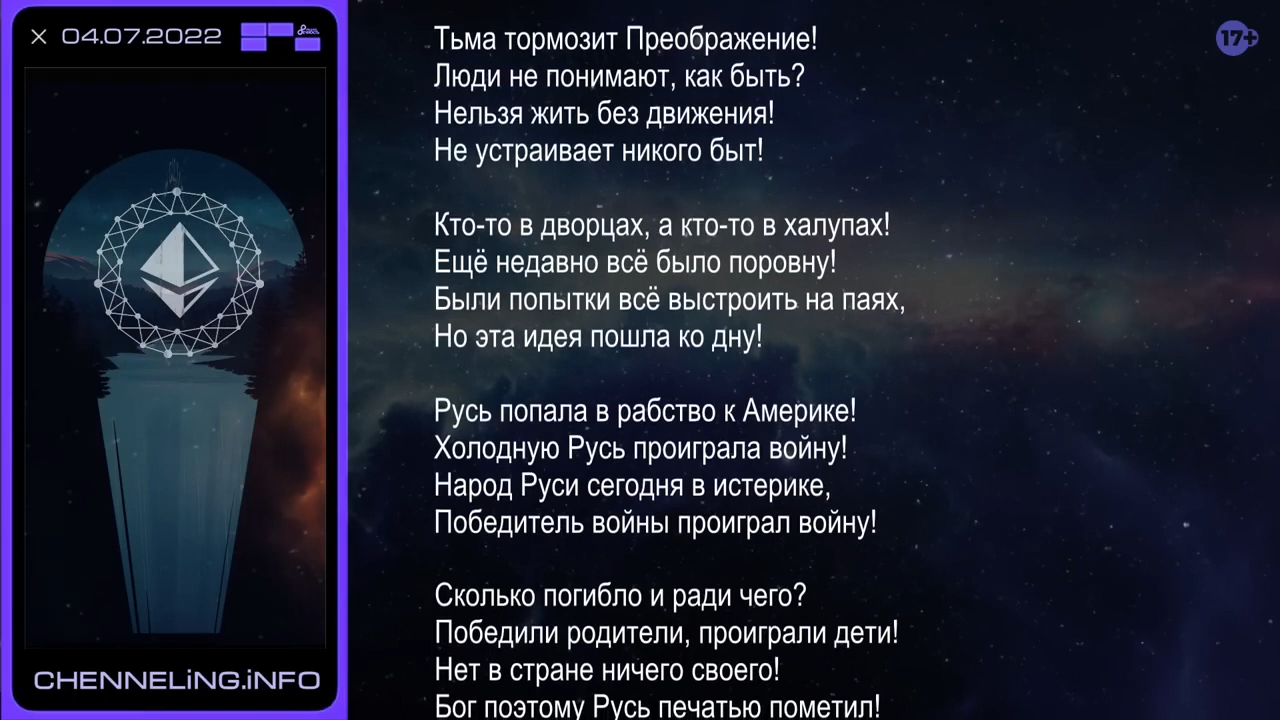 04.07.2022
17+
Тьма тормозит Преображение!
Люди не понимают, как быть?
Нельзя жить без движения!
Не устраивает никого быт!
Кто-то в дворцах, а кто-то в халупах!
Ещё недавно всё было поровну!
Были попытки всё выстроить на паях,
Но эта идея пошла ко дну!
Русь попала в рабство к Америке!
Холодную Русь проиграла войну!
Народ Руси сегодня в истерике,
Победитель войны проиграл войну!
Сколько погибло и ради чего?
Победили родители, проиграли дети!
Нет в стране ничего своего!
Бог поэтому Русь печатью пометил!
CHENNELiNG.iNFO